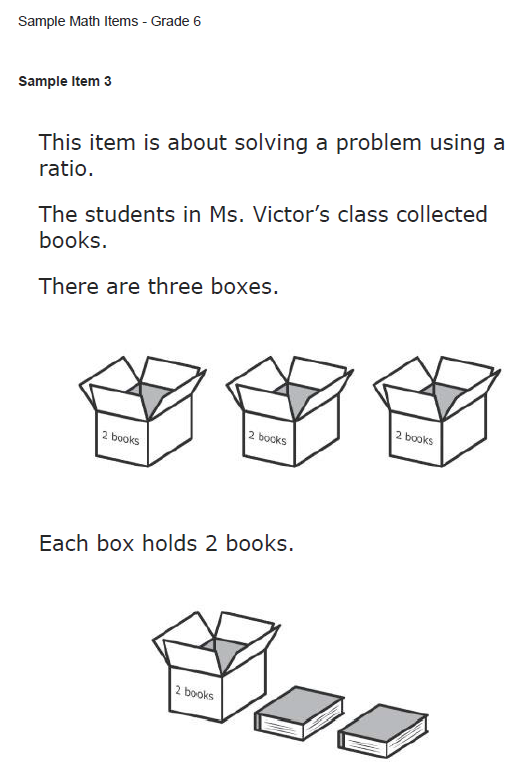 Sample Math Items - Grade 6
Sample Item 3
This item is about solving a problem using a
ratio.
The students in Ms. Victor’s class collected
books.
There are three boxes.
2 books
2 books
2 books
Each box holds 2 books.
2 books